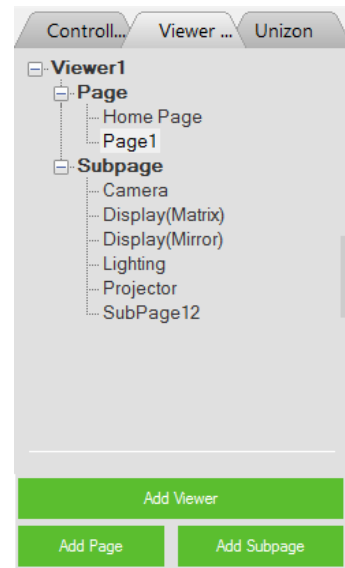 Controll... Viewer ... Unizon
Viewer1
Page
Home Page
Page1
Subpage
Camera
Display(Matrix)
Display(Mirror)
Lighting
Projector
SubPage12
Add Viewer
Add Page Add Subpage